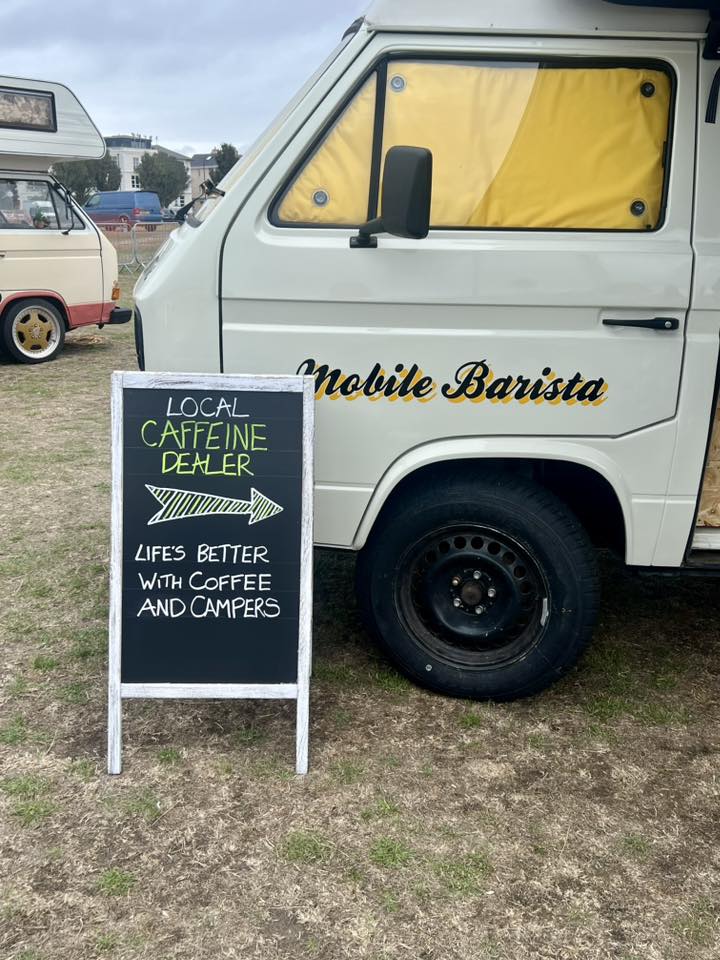 LOCAL
CAFFEINE
DEALER
LIFE'S BETTER
WITH COFFEE
AND CAMPERS
Mobile Barista